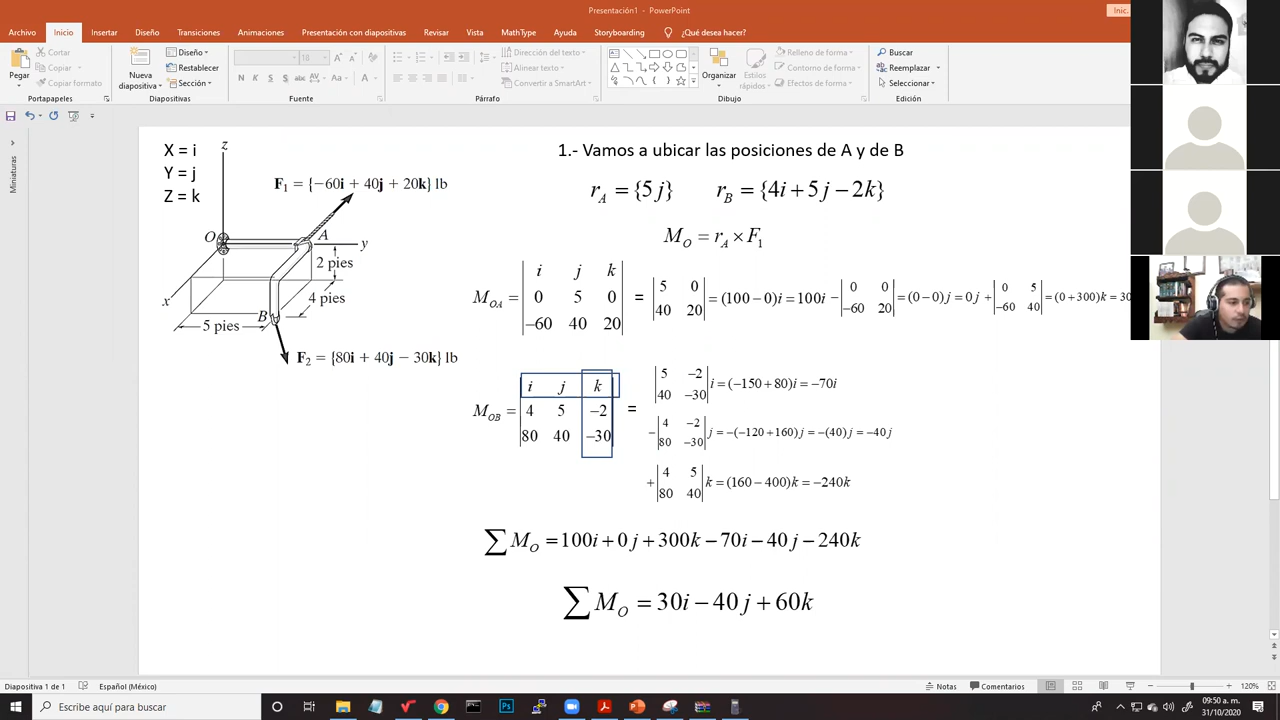 Presentación1 - PowerPoint
Inic.
Archivo Inicio Insertar Diseño Transiciones Animaciones Presentación con diapositivas Revisar Vista MathType Ayuda Storyboarding ¿Qué desea hacer?
Pegar
Cortar
Copiar
Copiar formato
Portapapeles
Nueva diapositiva
Diseño
Restablecer
Sección
Diapositivas
18
N K S
Fuente
Dirección del texto
Alinear texto
Convertir a SmartArt
Párrafo
Organizar
Estilos rápidos
Relleno de forma
Contorno de forma
Efectos de forma
Dibujo
Buscar
Reemplazar
Seleccionar
Edición
Miniaturas
X = i
Y = j
Z = k
z
F₁ = {−60i + 40j + 20k} lb
O
A
y
2 pies
x
4 pies
B
5 pies
F₂ = {80i + 40j − 30k} lb
1.- Vamos a ubicar las posiciones de A y de B
r_A = {5j} r_B = {4i+5j−2k}
M_O = r_A × F₁
M_OA = |i j k; 0 5 0; −60 40 20| = |5 0; 40 20| = (100−0)i = 100i −|0 0; −60 20| = (0−0)j = 0j +|0 5; −60 40| = (0+300)k = 30
M_OB = |i j k; 4 5 −2; 80 40 −30| =
|5 −2; 40 −30| i = (−150+80)i = −70i
−|4 −2; 80 −30| j = −(−120+160)j = −(40)j = −40j
+|4 5; 80 40| k = (160−400)k = −240k
∑M_O = 100i+0j+300k−70i−40j−240k
∑M_O = 30i−40j+60k
Diapositiva 1 de 1 Español (México) Notas Comentarios 120%
Escribe aquí para buscar
09:50 a. m.
31/10/2020